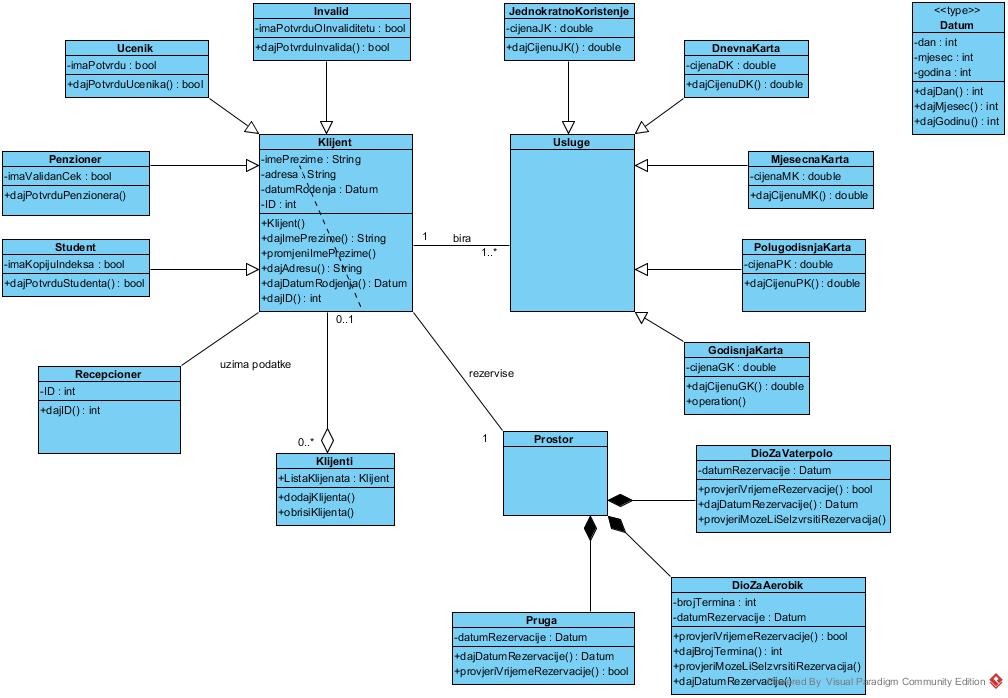 Invalid
-imaPotvrduOInvaliditetu : bool
+dajPotvrduInvalida() : bool
JednokratnoKoristenje
-cijenaJK : double
+dajCijenuJK() : double
<<type>>
Datum
-dan : int
-mjesec : int
-godina : int
+dajDan() : int
+dajMjesec() : int
+dajGodinu() : int
Ucenik
-imaPotvrdu : bool
+dajPotvrduUcenika() : bool
DnevnaKarta
-cijenaDK : double
+dajCijenuDK() : double
Klijent
-imePrezime : String
-adresa : String
-datumRodenja : Datum
-ID : int
+Klijent()
+dajImePrezime() : String
+promjeniImePrezime()
+dajAdresu() : String
+dajDatumRodjenja() : Datum
+dajID() : int
Usluge
Penzioner
-imaValidanCek : bool
+dajPotvrduPenzionera()
MjesecnaKarta
-cijenaMK : double
+dajCijenuMK() : double
Student
-imaKopijuIndeksa : bool
+dajPotvrduStudenta() : bool
1
bira
1..*
PolugodisnjaKarta
-cijenaPK : double
+dajCijenuPK() : double
0..1
GodisnjaKarta
-cijenaGK : double
+dajCijenuGK() : double
+operation()
uzima podatke
rezervise
Recepcioner
-ID : int
+dajID() : int
0..*
1
Klijenti
+ListaKlijenata : Klijent
+dodajKlijenta()
+obrisiKlijenta()
Prostor
DioZaVaterpolo
-datumRezervacije : Datum
+provjeriVrijemeRezervacije() : bool
+dajDatumRezervacije() : Datum
+provjeriMozeLiSeIzvrsitiRezervacija()
DioZaAerobik
-brojTermina : int
-datumRezervacije : Datum
+provjeriVrijemeRezervacije() : bool
+dajBrojTermina() : int
+provjeriMozeLiSeIzvrsitiRezervacija()
+dajDatumRezervacije()
Pruga
-datumRezervacije : Datum
+dajDatumRezervacije() : Datum
+provjeriVrijemeRezervacije() : bool
Powered By Visual Paradigm Community Edition